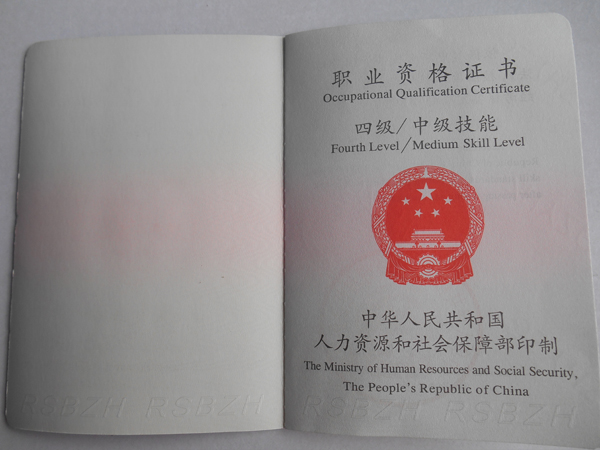 职业资格证书
Occupational Qualification Certificate
四级/中级技能
Fourth Level/Medium Skill Level
中华人民共和国
人力资源和社会保障部印制
The Ministry of Human Resources and Social Security,
The People's Republic of China
RSBZH RSBZH RSBZH RSBZH